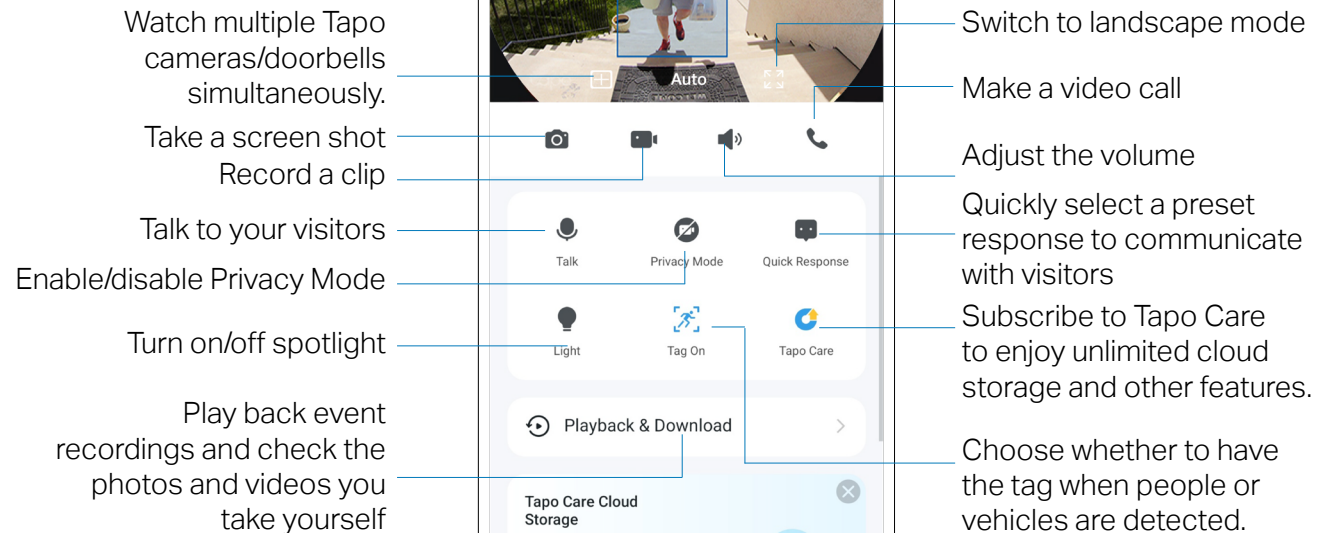 Watch multiple Tapo
cameras/doorbells
simultaneously.
Take a screen shot
Record a clip
Talk to your visitors
Enable/disable Privacy Mode
Turn on/off spotlight
Play back event
recordings and check the
photos and videos you
take yourself
Auto
Talk
Privacy Mode
Quick Response
Light
Tag On
Tapo Care
Playback & Download
Tapo Care Cloud
Storage
Switch to landscape mode
Make a video call
Adjust the volume
Quickly select a preset
response to communicate
with visitors
Subscribe to Tapo Care
to enjoy unlimited cloud
storage and other features.
Choose whether to have
the tag when people or
vehicles are detected.